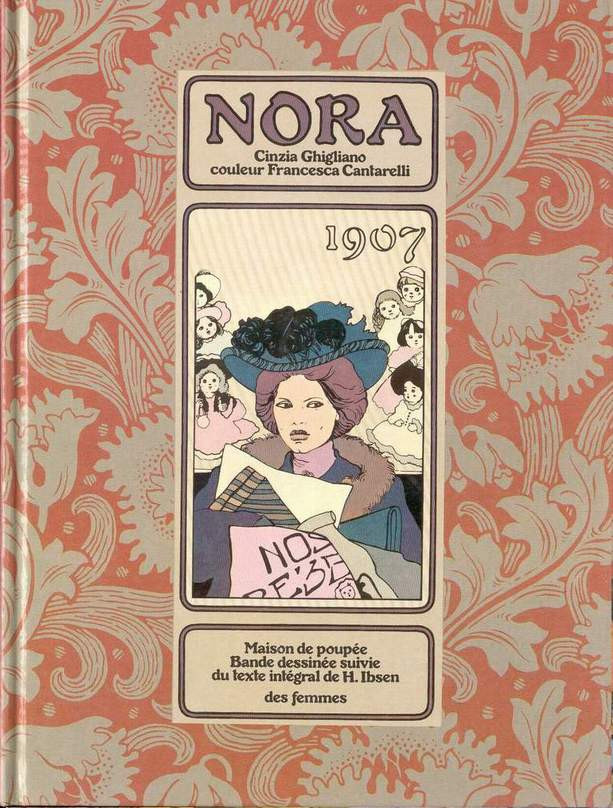 NORA
Cinzia Ghigliano
couleur Francesca Cantarelli
1907
NOS
Maison de poupée
Bande dessinée suivie
du texte intégral de H. Ibsen
des femmes